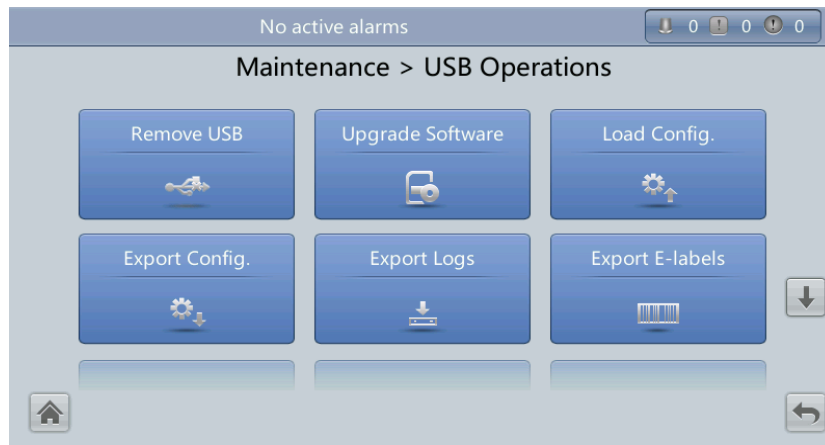 No active alarms 0 0 0
Maintenance > USB Operations
Remove USB Upgrade Software Load Config.
Export Config. Export Logs Export E-labels